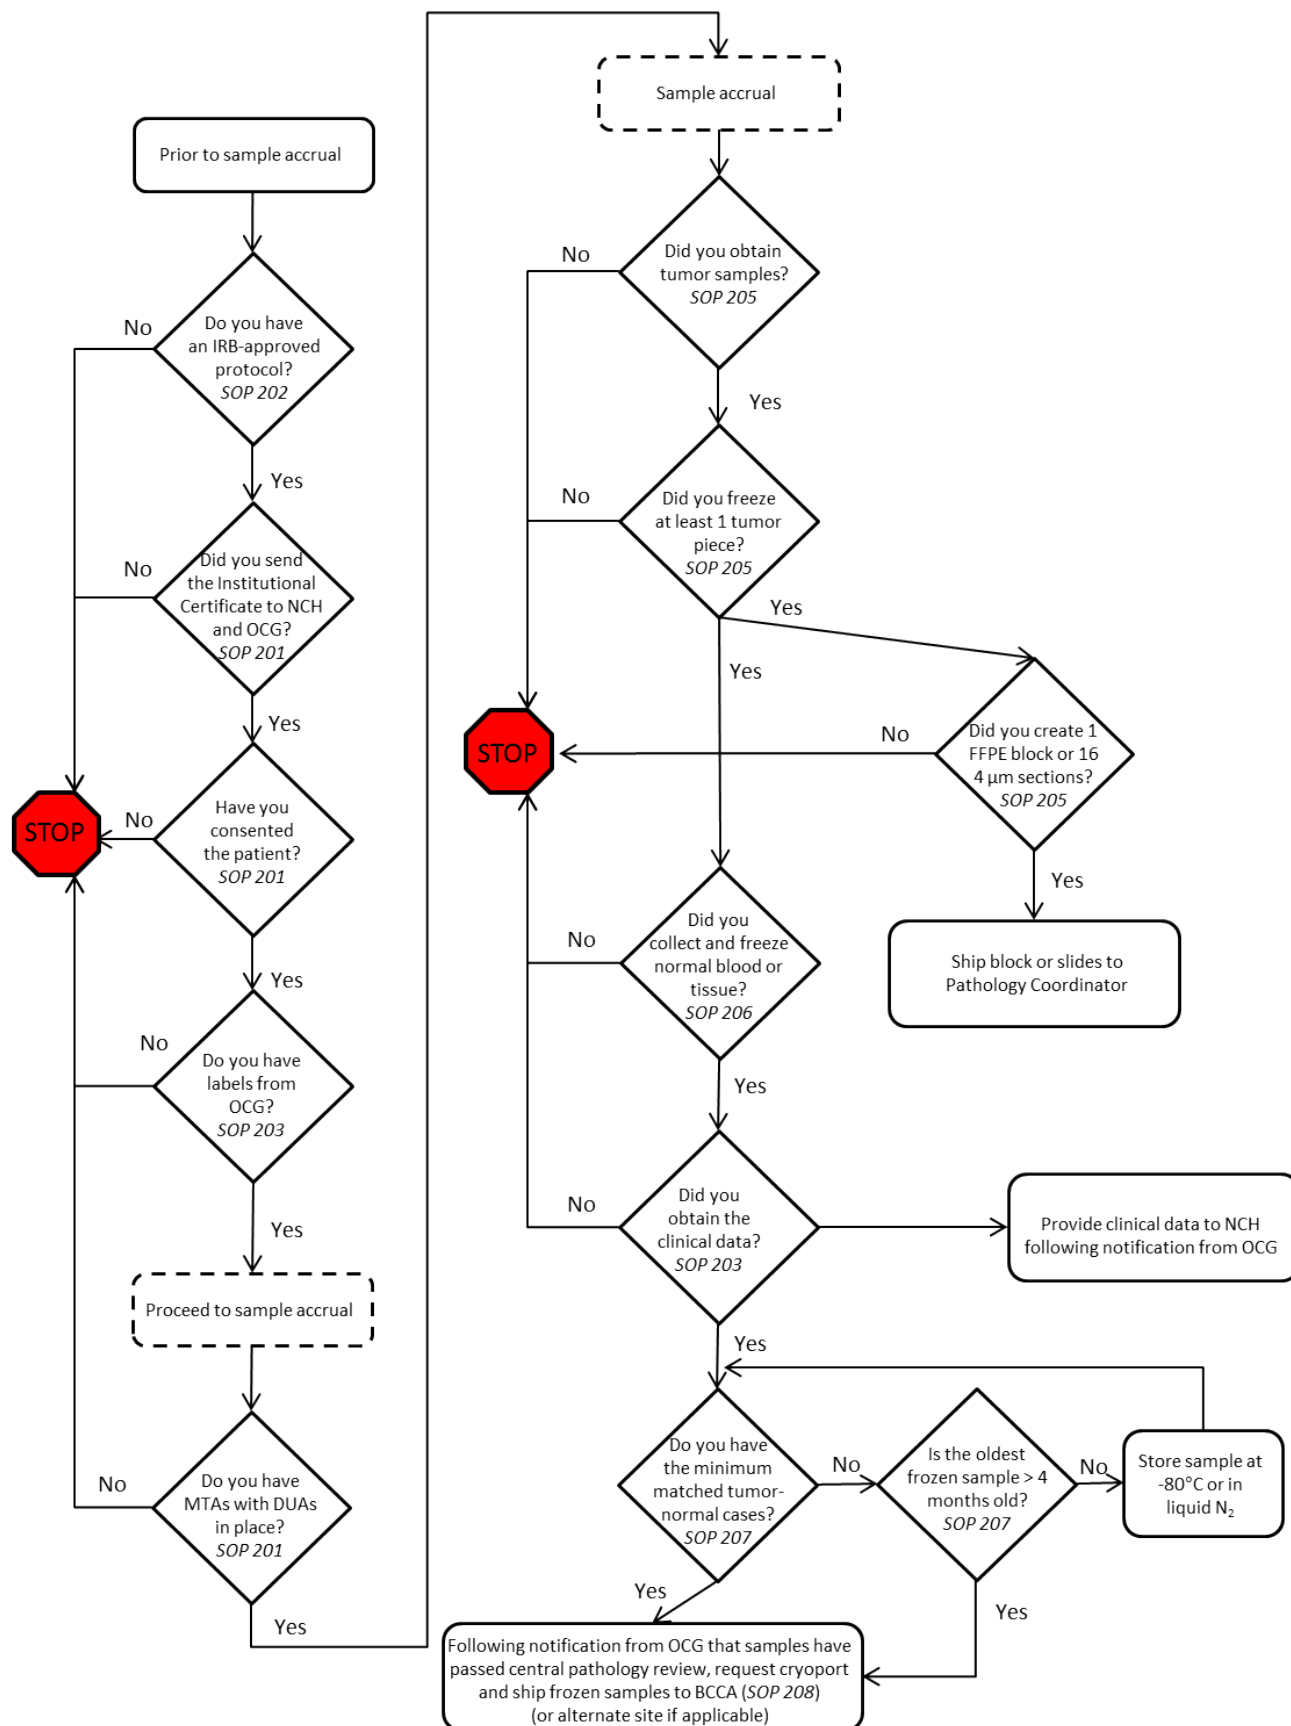 Prior to sample accrual
Do you have
an IRB-approved
protocol?
SOP 202
No
Yes
Did you send
the Institutional
Certificate to NCH
and OCG?
SOP 201
No
Yes
Have you
consented
the patient?
SOP 201
No
STOP
Yes
Do you have
labels from
OCG?
SOP 203
No
Yes
Proceed to sample accrual
Do you have
MTAs with DUAs
in place?
SOP 201
No
Yes
Sample accrual
Did you obtain
tumor samples?
SOP 205
No
Yes
Did you freeze
at least 1 tumor
piece?
SOP 205
No
Yes
Yes
STOP
Did you create 1
FFPE block or 16
4 µm sections?
SOP 205
No
Yes
Ship block or slides to
Pathology Coordinator
Did you
collect and freeze
normal blood or
tissue?
SOP 206
No
Yes
Did you
obtain the
clinical data?
SOP 203
No
Provide clinical data to NCH
following notification from OCG
Yes
Do you have
the minimum
matched tumor-
normal cases?
SOP 207
No
Is the oldest
frozen sample > 4
months old?
SOP 207
No
Store sample at
-80°C or in
liquid N₂
Yes
Yes
Following notification from OCG that samples have
passed central pathology review, request cryoport
and ship frozen samples to BCCA (SOP 208)
(or alternate site if applicable)